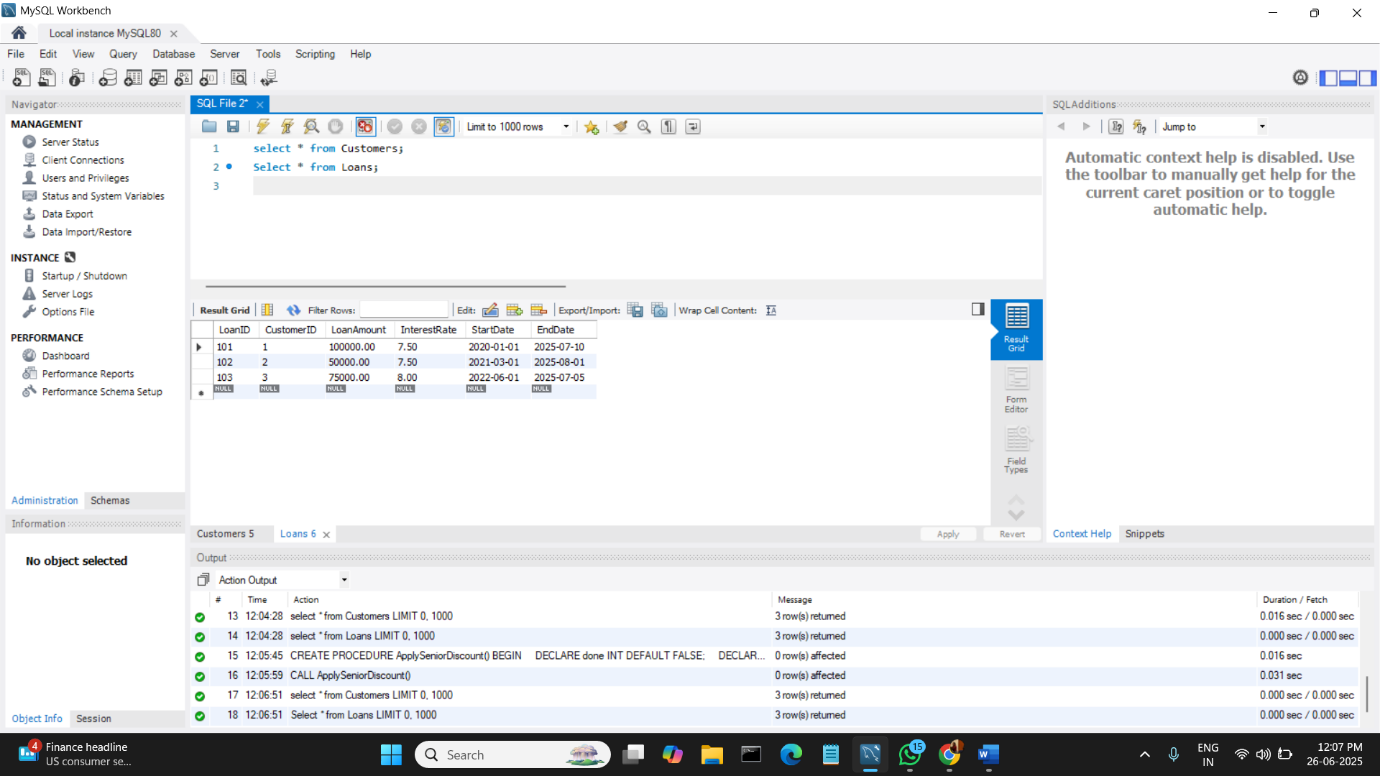 MySQL Workbench
Local instance MySQL80
File Edit View Query Database Server Tools Scripting Help
Navigator
MANAGEMENT
Server Status
Client Connections
Users and Privileges
Status and System Variables
Data Export
Data Import/Restore
INSTANCE
Startup / Shutdown
Server Logs
Options File
PERFORMANCE
Dashboard
Performance Reports
Performance Schema Setup
Administration Schemas
Information
No object selected
Object Info Session
SQL File 2*
Limit to 1000 rows
1 select * from Customers;
2 Select * from Loans;
3
Result Grid Filter Rows: Edit: Export/Import: Wrap Cell Content:
LoanID CustomerID LoanAmount InterestRate StartDate EndDate
101 1 100000.00 7.50 2020-01-01 2025-07-10
102 2 50000.00 7.50 2021-03-01 2025-08-01
103 3 75000.00 8.00 2022-06-01 2025-07-05
NULL NULL NULL NULL NULL NULL
Result Grid
Form Editor
Field Types
Customers 5 Loans 6 Apply Revert
SQLAdditions
Jump to
Automatic context help is disabled. Use
the toolbar to manually get help for the
current caret position or to toggle
automatic help.
Context Help Snippets
Output
Action Output
# Time Action Message Duration / Fetch
13 12:04:28 select * from Customers LIMIT 0, 1000 3 row(s) returned 0.016 sec / 0.000 sec
14 12:04:28 select * from Loans LIMIT 0, 1000 3 row(s) returned 0.000 sec / 0.000 sec
15 12:05:45 CREATE PROCEDURE ApplySeniorDiscount() BEGIN DECLARE done INT DEFAULT FALSE; DECLAR... 0 row(s) affected 0.016 sec
16 12:05:59 CALL ApplySeniorDiscount() 0 row(s) affected 0.031 sec
17 12:06:51 select * from Customers LIMIT 0, 1000 3 row(s) returned 0.000 sec / 0.000 sec
18 12:06:51 Select * from Loans LIMIT 0, 1000 3 row(s) returned 0.000 sec / 0.000 sec
4 Finance headline
US consumer se...
Search
15
ENG
IN
12:07 PM
26-06-2025